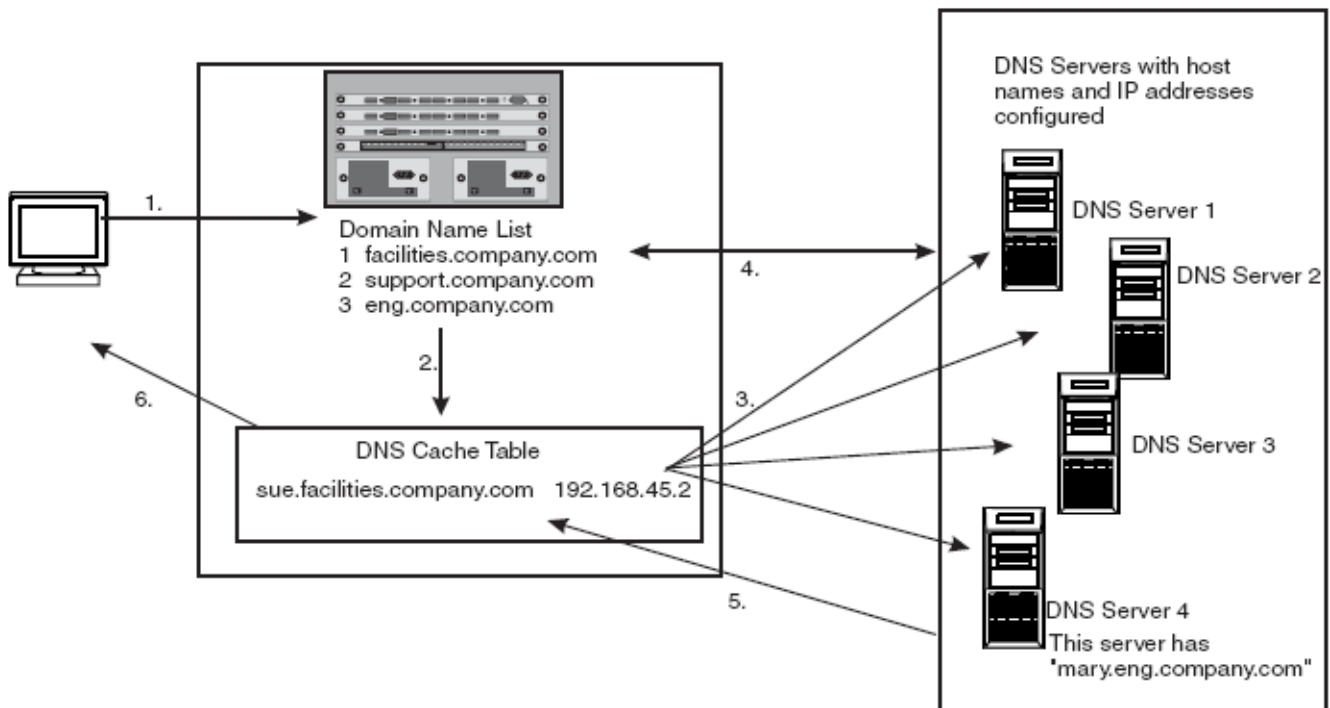 DNS Servers with host
names and IP addresses
configured
DNS Server 1
DNS Server 2
DNS Server 3
DNS Server 4
This server has
"mary.eng.company.com"
1.
Domain Name List
1 facilities.company.com
2 support.company.com
3 eng.company.com
4.
2.
3.
6.
DNS Cache Table
sue.facilities.company.com 192.168.45.2
5.